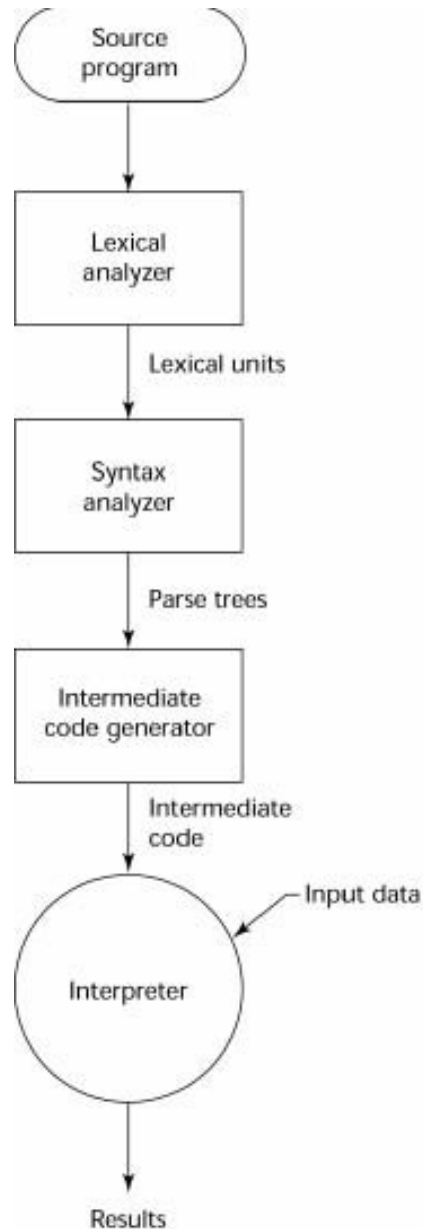 Source
program
Lexical
analyzer
Lexical units
Syntax
analyzer
Parse trees
Intermediate
code generator
Intermediate
code
Input data
Interpreter
Results